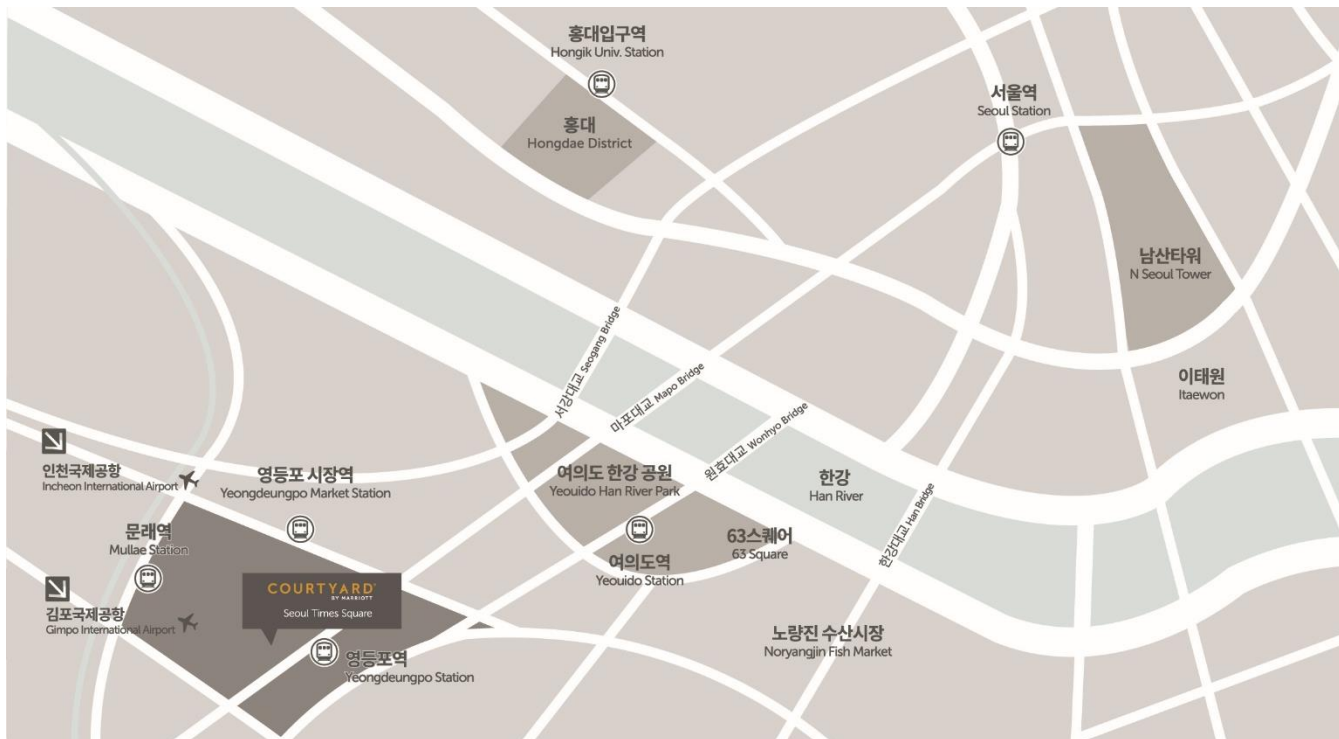 홍대입구역
Hongik Univ. Station
홍대
Hongdae District
서울역
Seoul Station
남산타워
N Seoul Tower
이태원
Itaewon
서강대교 Seogang Bridge
마포대교 Mapo Bridge
원효대교 Wonhyo Bridge
한강대교 Han Bridge
한강
Han River
인천국제공항
Incheon International Airport
영등포 시장역
Yeongdeungpo Market Station
여의도 한강 공원
Yeouido Han River Park
문래역
Mullae Station
63스퀘어
63 Square
여의도역
Yeouido Station
COURTYARD®
BY MARRIOTT
Seoul Times Square
김포국제공항
Gimpo International Airport
노량진 수산시장
Noryangjin Fish Market
영등포역
Yeongdeungpo Station